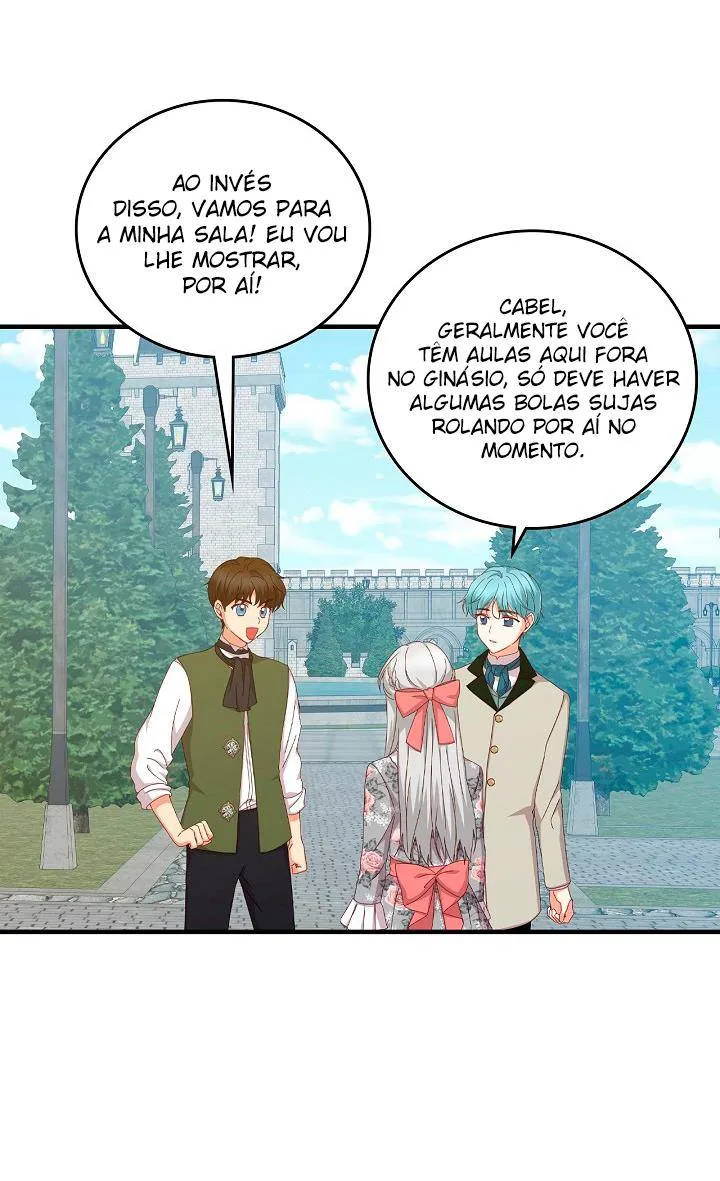 AO INVÉS
DISSO, VAMOS PARA
A MINHA SALA! EU VOU
LHE MOSTRAR,
POR AÍ!
CABEL,
GERALMENTE VOCÊ
TÊM AULAS AQUI FORA
NO GINÁSIO, SÓ DEVE HAVER
ALGUMAS BOLAS SUJAS
ROLANDO POR AÍ NO
MOMENTO.